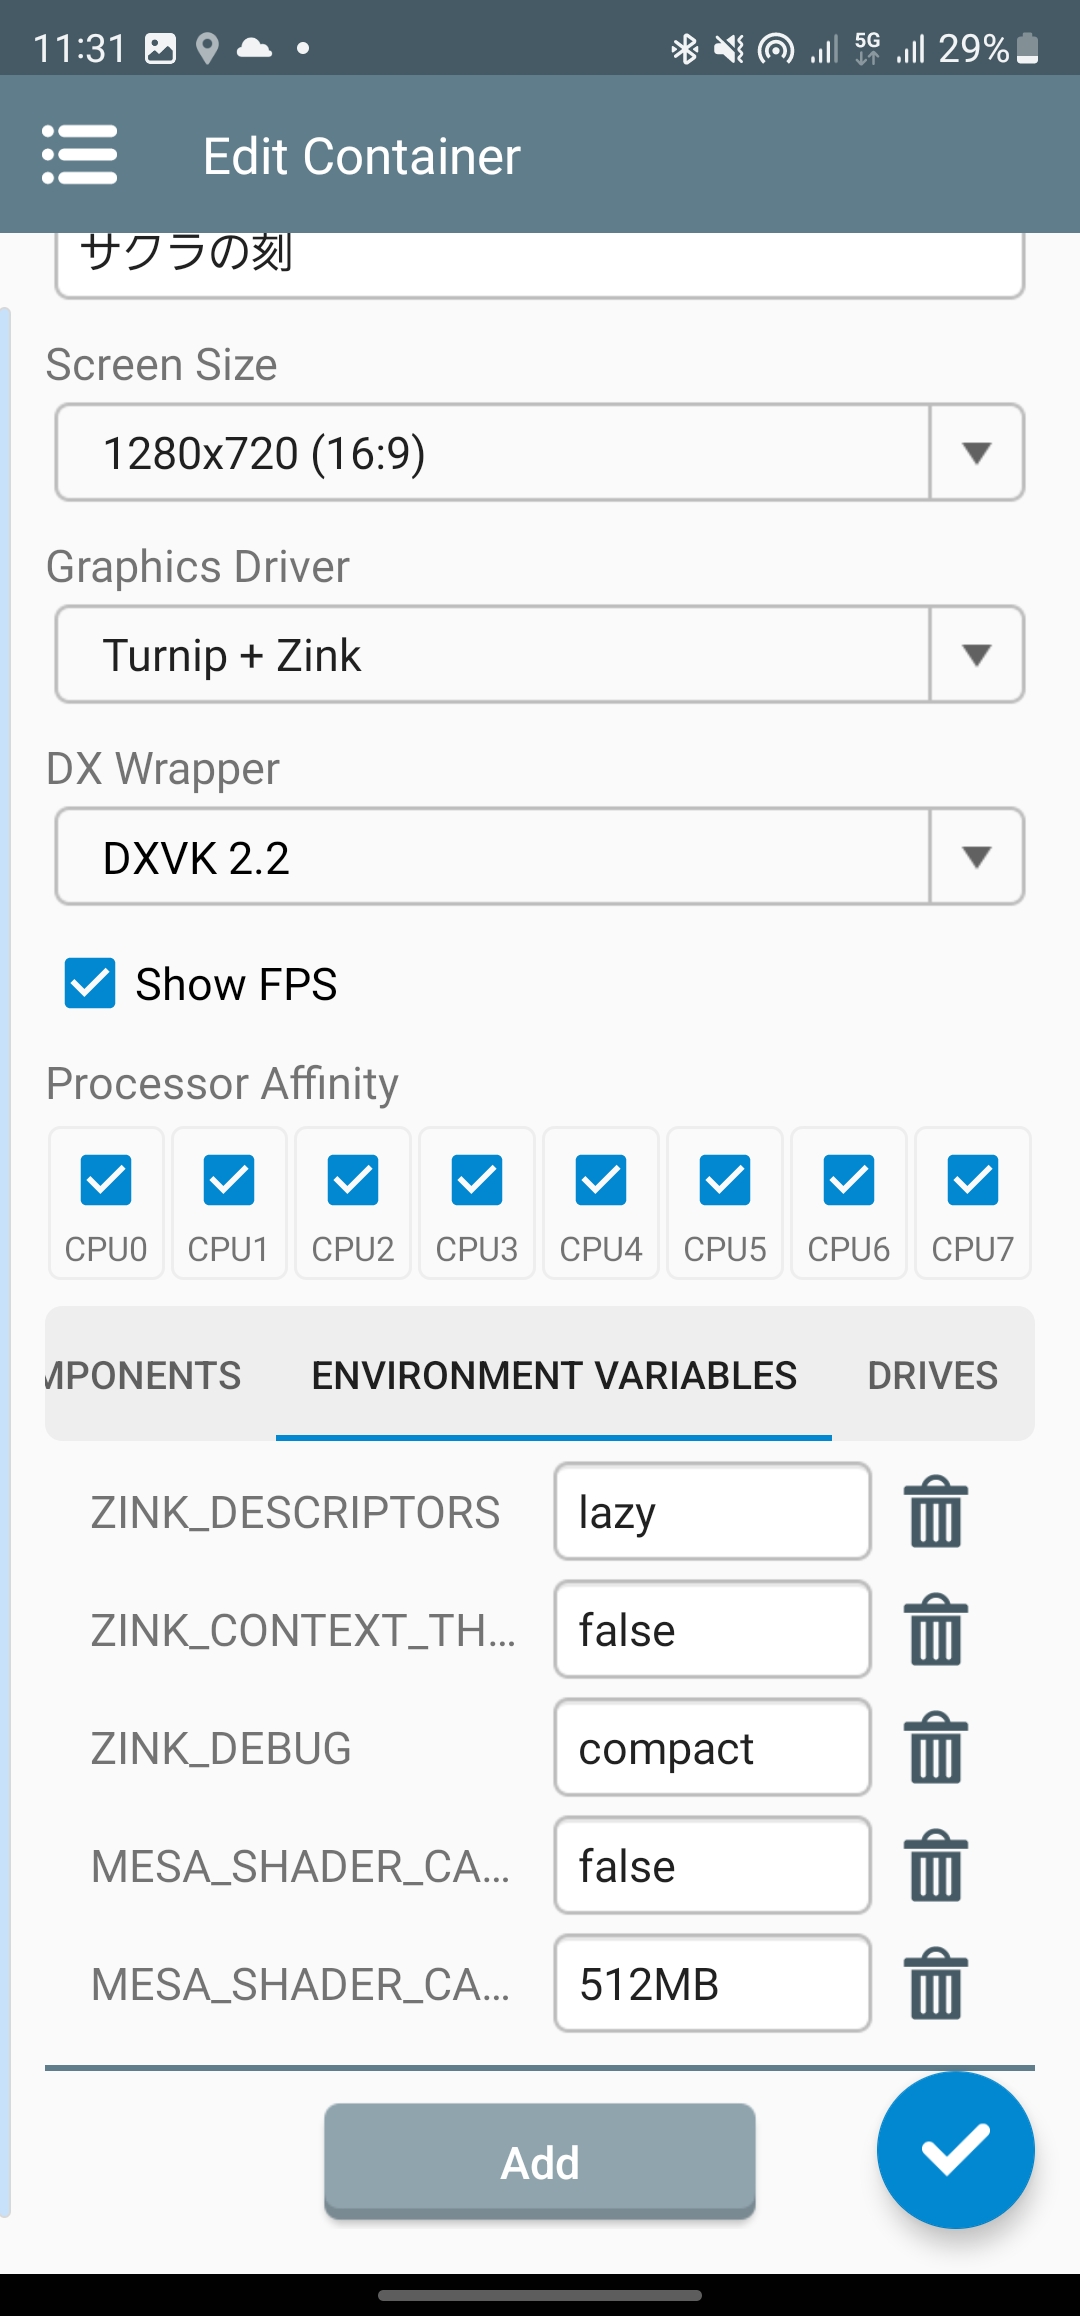 11:31 5G 29%
Edit Container
サクラの刻
Screen Size
1280x720 (16:9)
Graphics Driver
Turnip + Zink
DX Wrapper
DXVK 2.2
Show FPS
Processor Affinity
CPU0 CPU1 CPU2 CPU3 CPU4 CPU5 CPU6 CPU7
MPONENTS ENVIRONMENT VARIABLES DRIVES
ZINK_DESCRIPTORS lazy
ZINK_CONTEXT_TH... false
ZINK_DEBUG compact
MESA_SHADER_CA... false
MESA_SHADER_CA... 512MB
Add